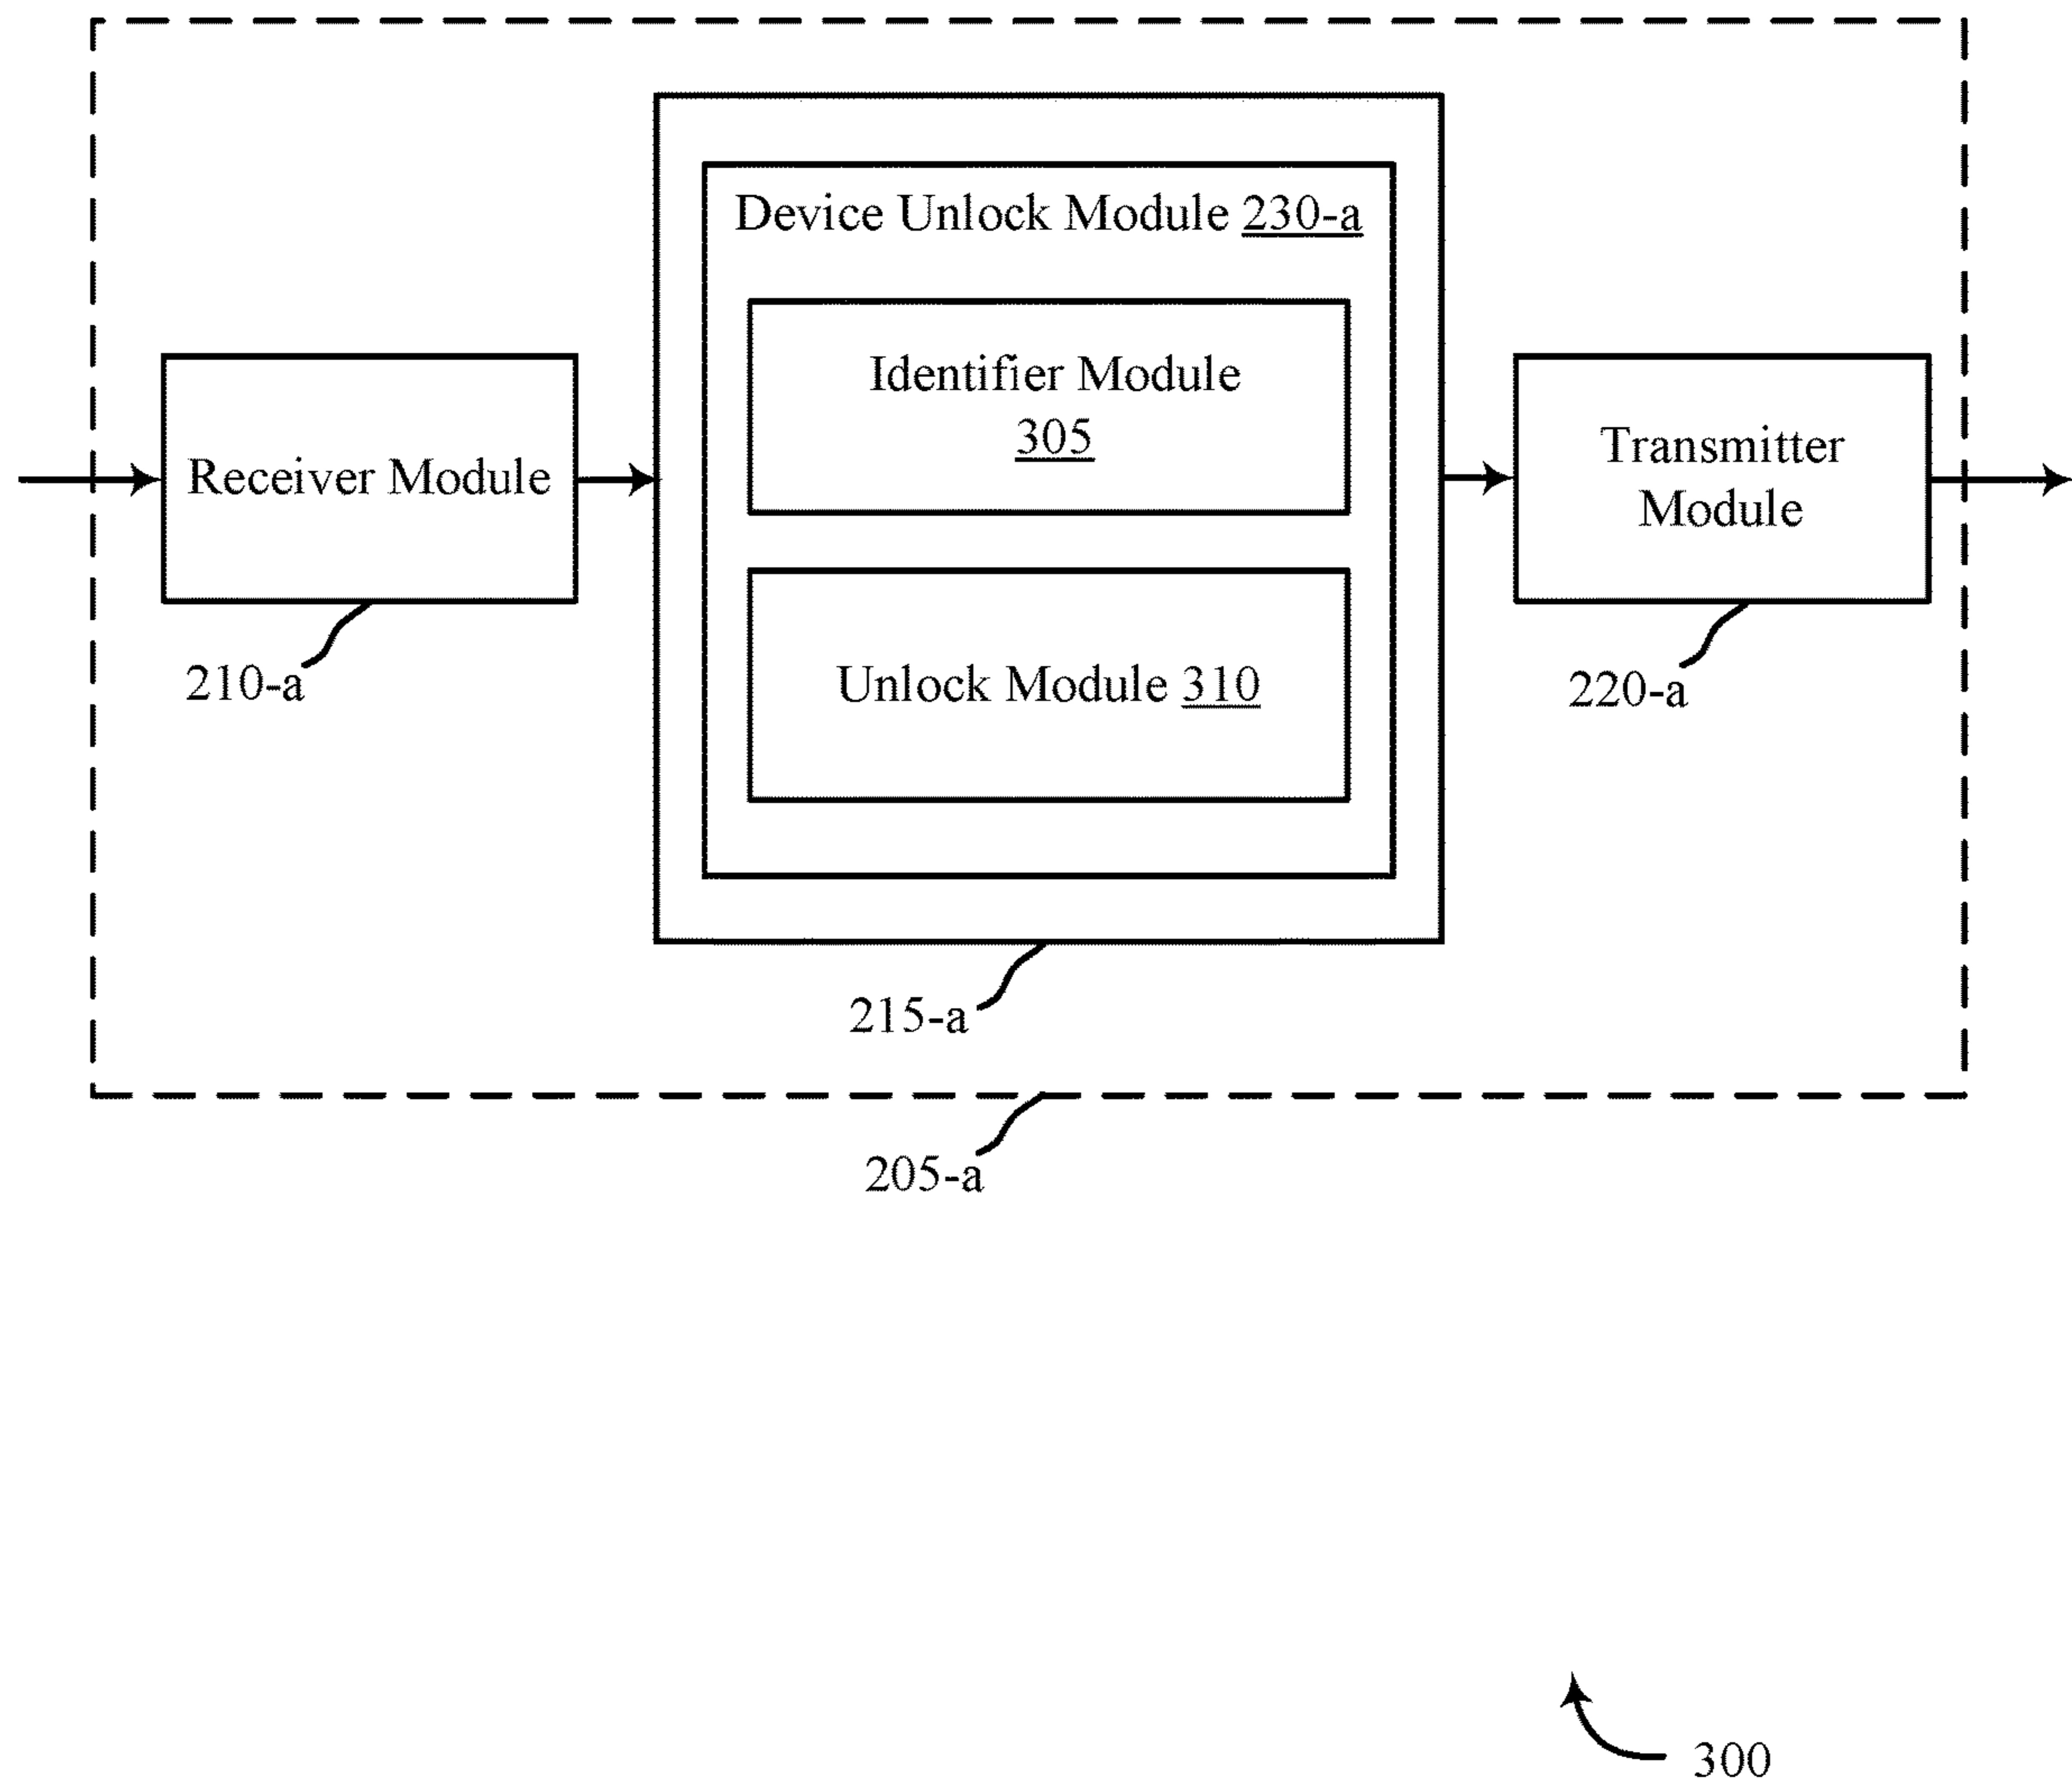 Device Unlock Module 230-a
Identifier Module
305
Receiver Module
Transmitter
Module
Unlock Module 310
210-a
220-a
215-a
205-a
300